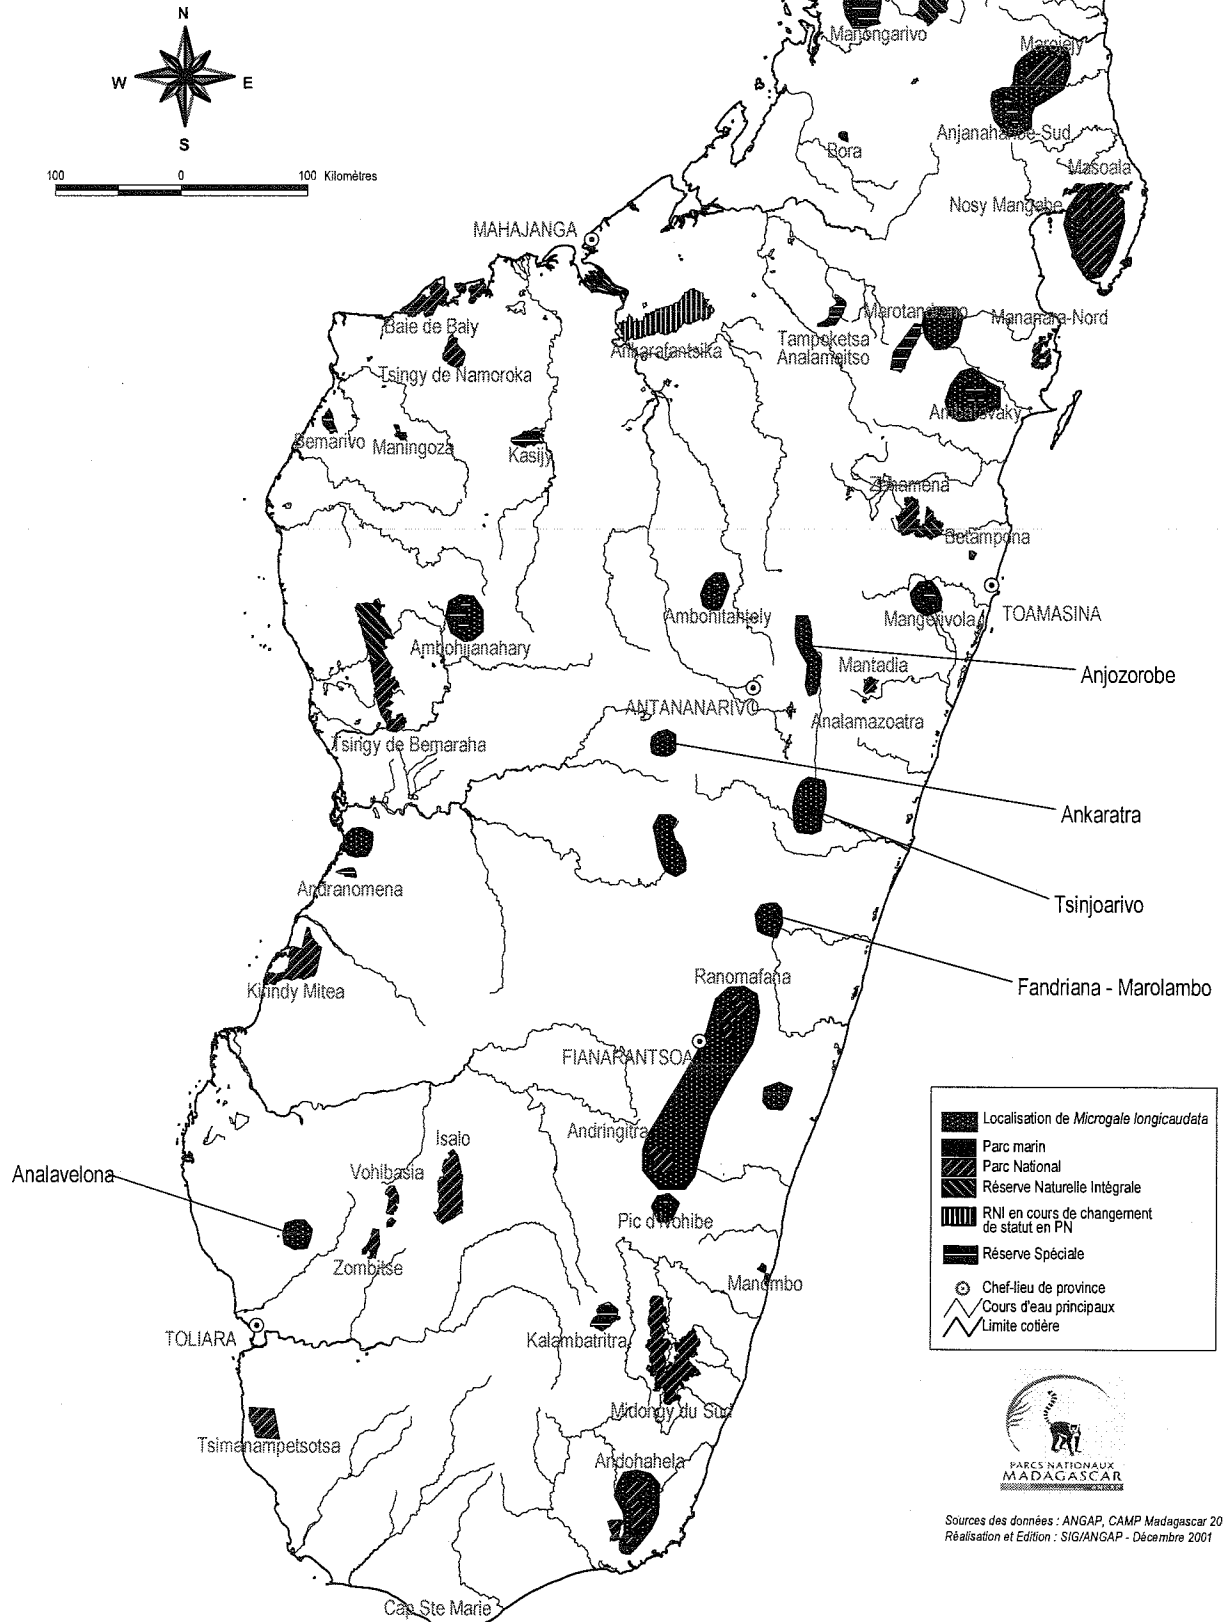 N
W E
S
100 0 100 Kilomètres
Manongarivo
Marojejy
Anjanaharibe-Sud
Bora
Masoala
Nosy Mangabe
MAHAJANGA
Baie de Baly
Ankarafantsika
Tampoketsa
Analamaitso
Marotandrano
Mananara-Nord
Tsingy de Namoroka
Ambatovaky
Bemarivo
Maningoza
Kasijy
Zahamena
Betampona
Ambohitantely
Mangerivola
TOAMASINA
Ambohijanahary
Mantadia
Anjozorobe
ANTANANARIVO
Analamazoatra
Tsingy de Bemaraha
Ankaratra
Andranomena
Tsinjoarivo
Kirindy Mitea
Ranomafana
Fandriana - Marolambo
FIANARANTSOA
Andringitra
Isalo
Vohibasia
Analavelona
Pic d'Ivohibe
Zombitse
Manombo
TOLIARA
Kalambatritra
Midongy du Sud
Tsimanampetsotsa
Andohahela
Cap Ste Marie
Localisation de Microgale longicaudata
Parc marin
Parc National
Réserve Naturelle Intégrale
RNI en cours de changement
de statut en PN
Réserve Spéciale
Chef-lieu de province
Cours d'eau principaux
Limite cotière
PARCS NATIONAUX
MADAGASCAR
ANGAP
Sources des données : ANGAP, CAMP Madagascar 20
Réalisation et Edition : SIG/ANGAP - Décembre 2001